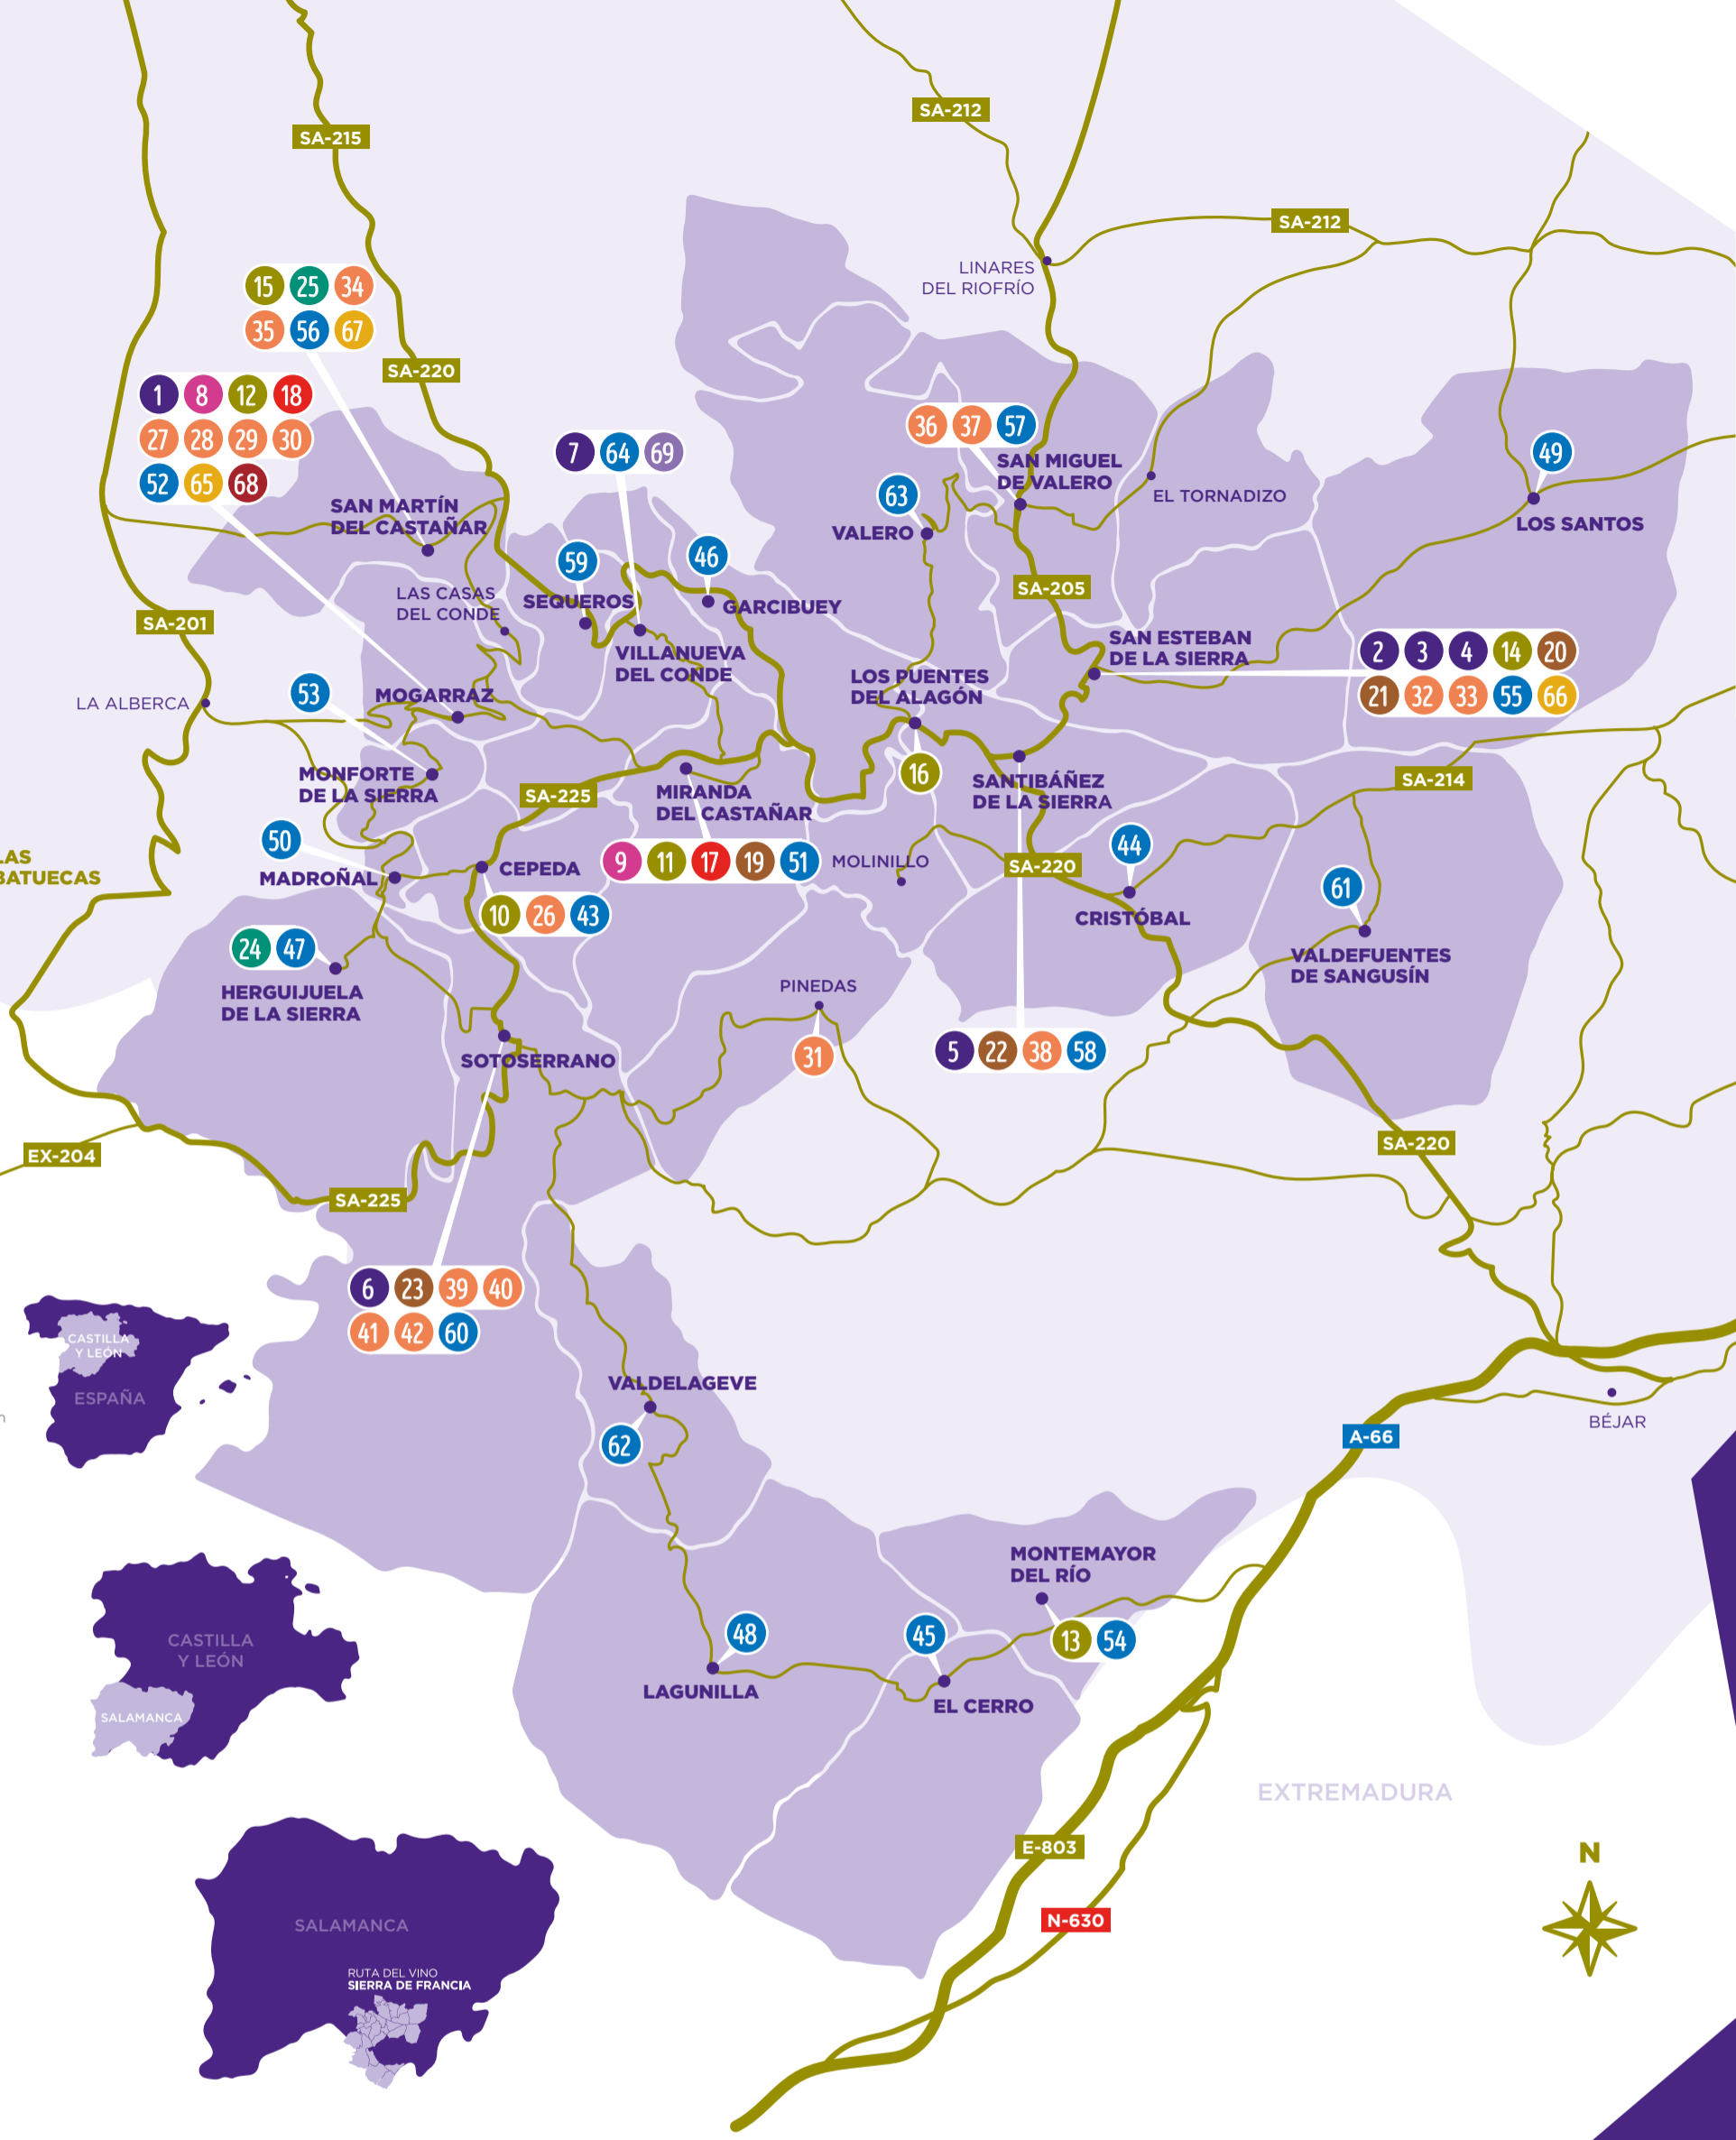 SA-212
SA-215
SA-212
LINARES
DEL RIOFRÍO
15 25 34
35 56 67
SA-220
1 8 12 18
27 28 29 30
52 65 68
36 37 57
7 64 69
49
SAN MIGUEL
DE VALERO
63
EL TORNADIZO
SAN MARTÍN
DEL CASTAÑAR
LOS SANTOS
VALERO
59
46
SA-205
LAS CASAS
DEL CONDE
SEQUEROS
GARCIBUEY
SA-201
SAN ESTEBAN
DE LA SIERRA
2 3 4 14 20
21 32 33 55 66
VILLANUEVA
DEL CONDE
LOS PUENTES
DEL ALAGÓN
53
MOGARRAZ
LA ALBERCA
16
MONFORTE
DE LA SIERRA
SA-225
MIRANDA
DEL CASTAÑAR
SANTIBÁÑEZ
DE LA SIERRA
SA-214
50
44
LAS
BATUECAS
MADROÑAL
CEPEDA
9 11 17 19 51
MOLINILLO
SA-220
61
10 26 43
CRISTÓBAL
24 47
VALDEFUENTES
DE SANGUSÍN
HERGUIJUELA
DE LA SIERRA
PINEDAS
31
5 22 38 58
SOTOSERRANO
EX-204
SA-220
SA-225
6 23 39 40
41 42 60
CASTILLA
Y LEÓN
ESPAÑA
VALDELAGEVE
62
BÉJAR
A-66
MONTEMAYOR
DEL RÍO
CASTILLA
Y LEÓN
48
45
13 54
LAGUNILLA
EL CERRO
SALAMANCA
EXTREMADURA
E-803
N
N-630
SALAMANCA
RUTA DEL VINO
SIERRA DE FRANCIA